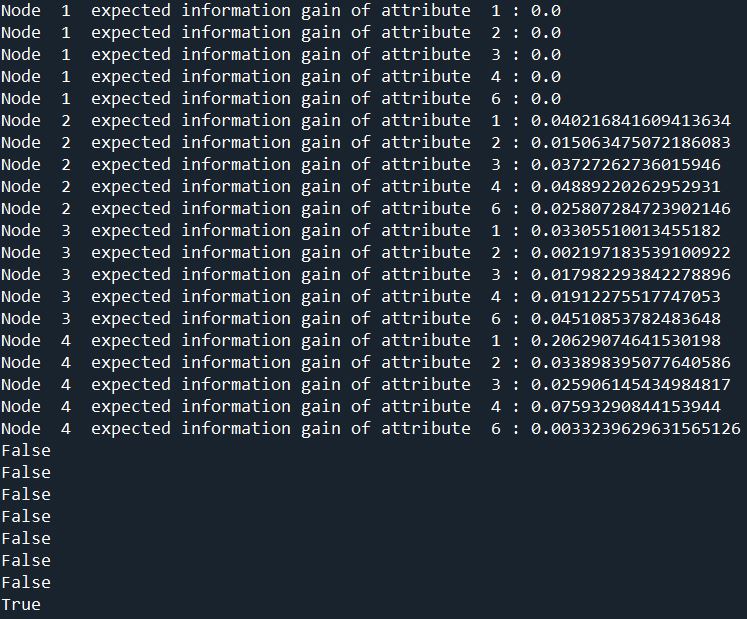 Node  1  expected information gain of attribute  1 : 0.0
Node  1  expected information gain of attribute  2 : 0.0
Node  1  expected information gain of attribute  3 : 0.0
Node  1  expected information gain of attribute  4 : 0.0
Node  1  expected information gain of attribute  6 : 0.0
Node  2  expected information gain of attribute  1 : 0.040216841609413634
Node  2  expected information gain of attribute  2 : 0.015063475072186083
Node  2  expected information gain of attribute  3 : 0.03727262736015946
Node  2  expected information gain of attribute  4 : 0.04889220262952931
Node  2  expected information gain of attribute  6 : 0.025807284723902146
Node  3  expected information gain of attribute  1 : 0.03305510013455182
Node  3  expected information gain of attribute  2 : 0.002197183539100922
Node  3  expected information gain of attribute  3 : 0.017982293842278896
Node  3  expected information gain of attribute  4 : 0.01912275517747053
Node  3  expected information gain of attribute  6 : 0.04510853782483648
Node  4  expected information gain of attribute  1 : 0.20629074641530198
Node  4  expected information gain of attribute  2 : 0.033898395077640586
Node  4  expected information gain of attribute  3 : 0.025906145434984817
Node  4  expected information gain of attribute  4 : 0.07593290844153944
Node  4  expected information gain of attribute  6 : 0.0033239629631565126
False
False
False
False
False
False
False
True